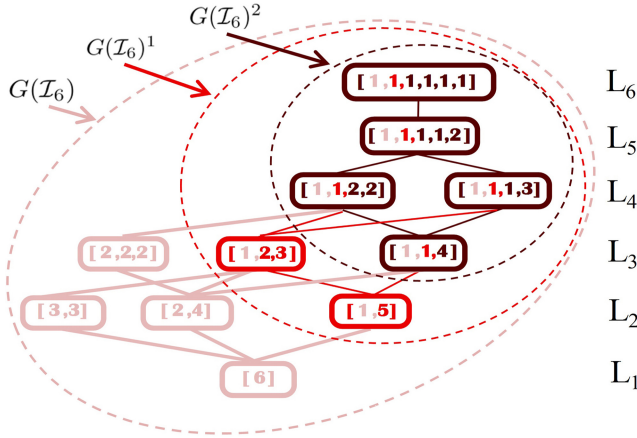 G(I₆)²
G(I₆)¹
G(I₆)
[1,1,1,1,1,1] L₆
[1,1,1,1,2] L₅
[1,1,2,2] [1,1,1,3] L₄
[2,2,2] [1,2,3] [1,1,4] L₃
[3,3] [2,4] [1,5] L₂
[6] L₁